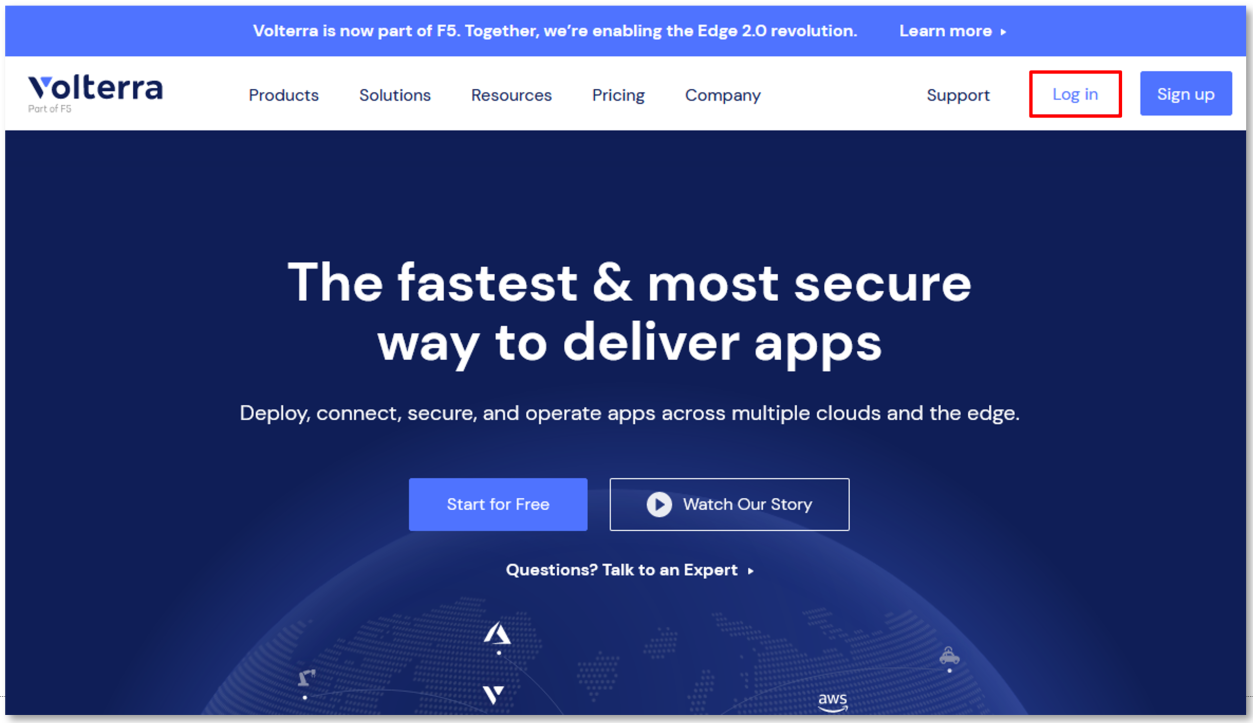 Volterra is now part of F5. Together, we’re enabling the Edge 2.0 revolution. Learn more
Volterra
Part of F5
Products Solutions Resources Pricing Company Support Log in Sign up
The fastest & most secure
way to deliver apps
Deploy, connect, secure, and operate apps across multiple clouds and the edge.
Start for Free Watch Our Story
Questions? Talk to an Expert
aws